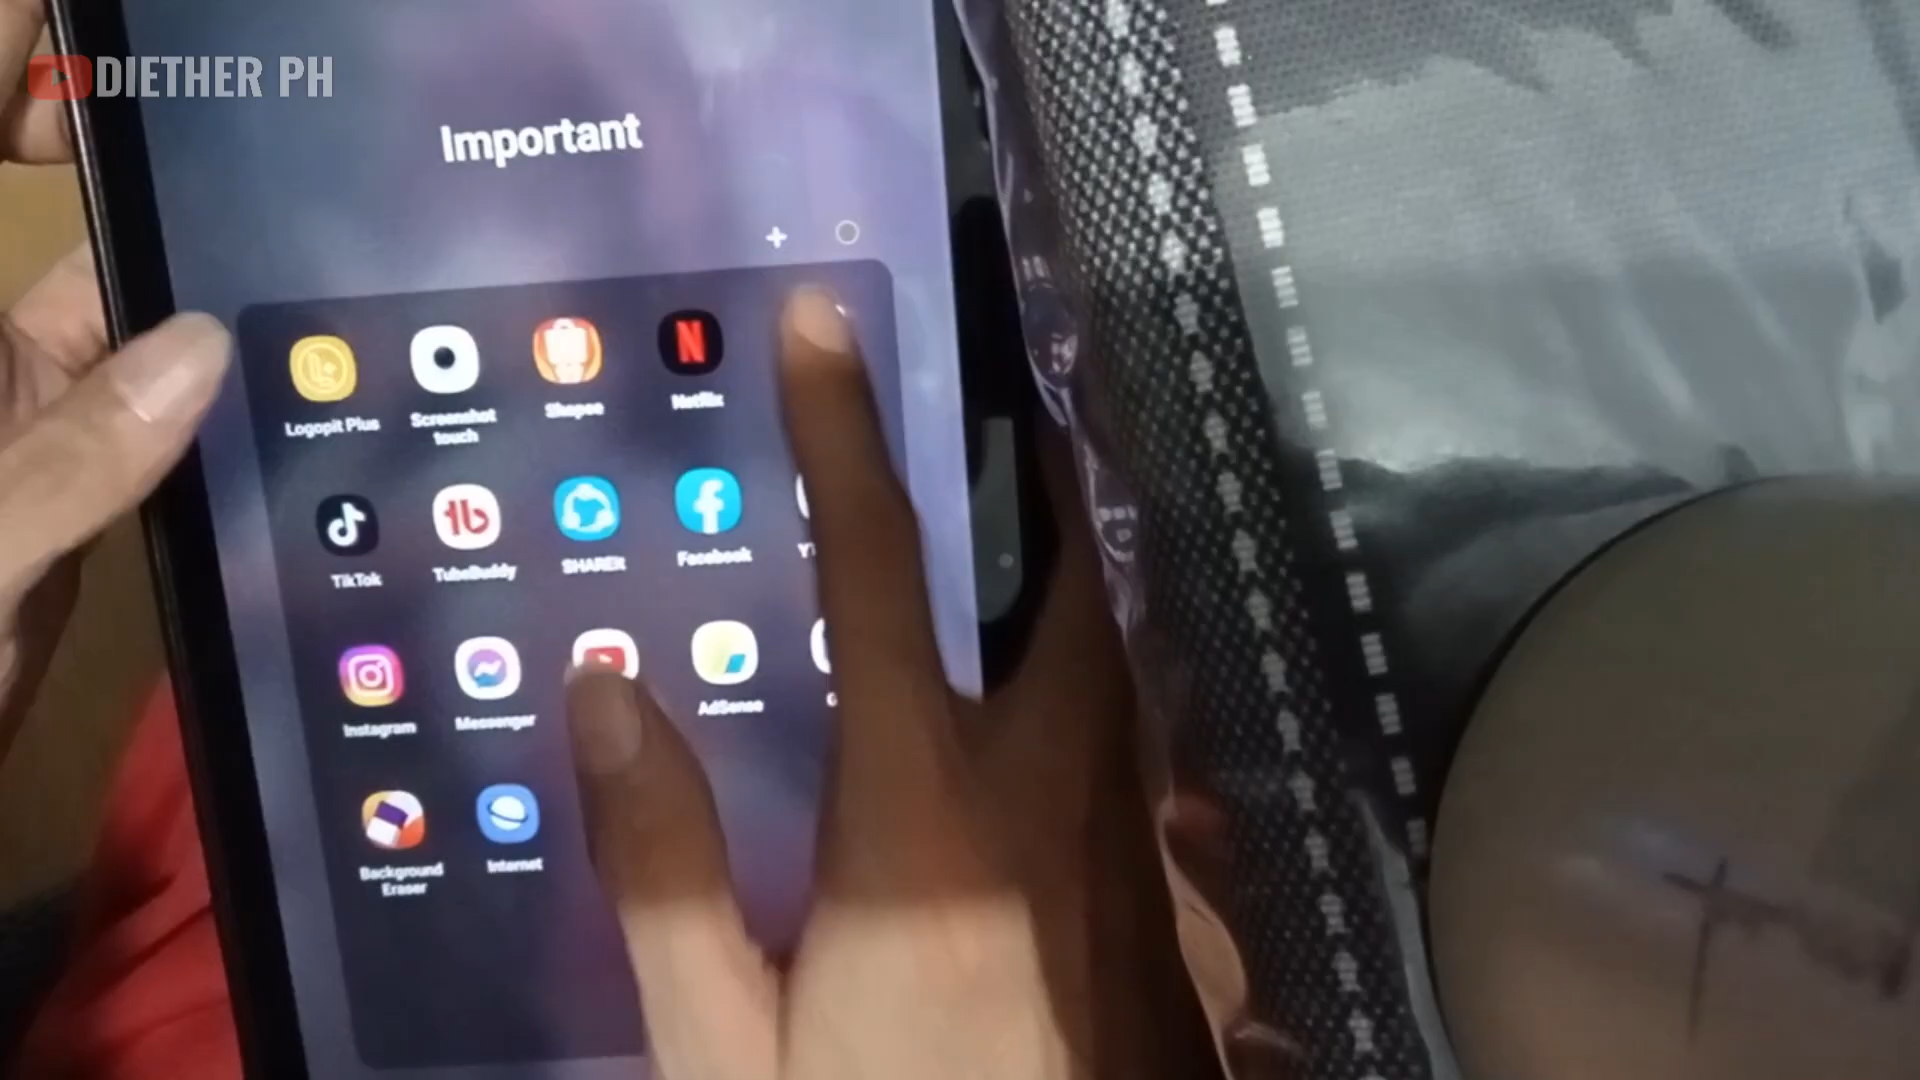 DIETHER PH
Important
Logopit Plus
Screenshot
touch
Shopee
Netflix
TikTok
TubeBuddy
SHAREit
Facebook
Instagram
Messenger
AdSense
Background
Eraser
Internet